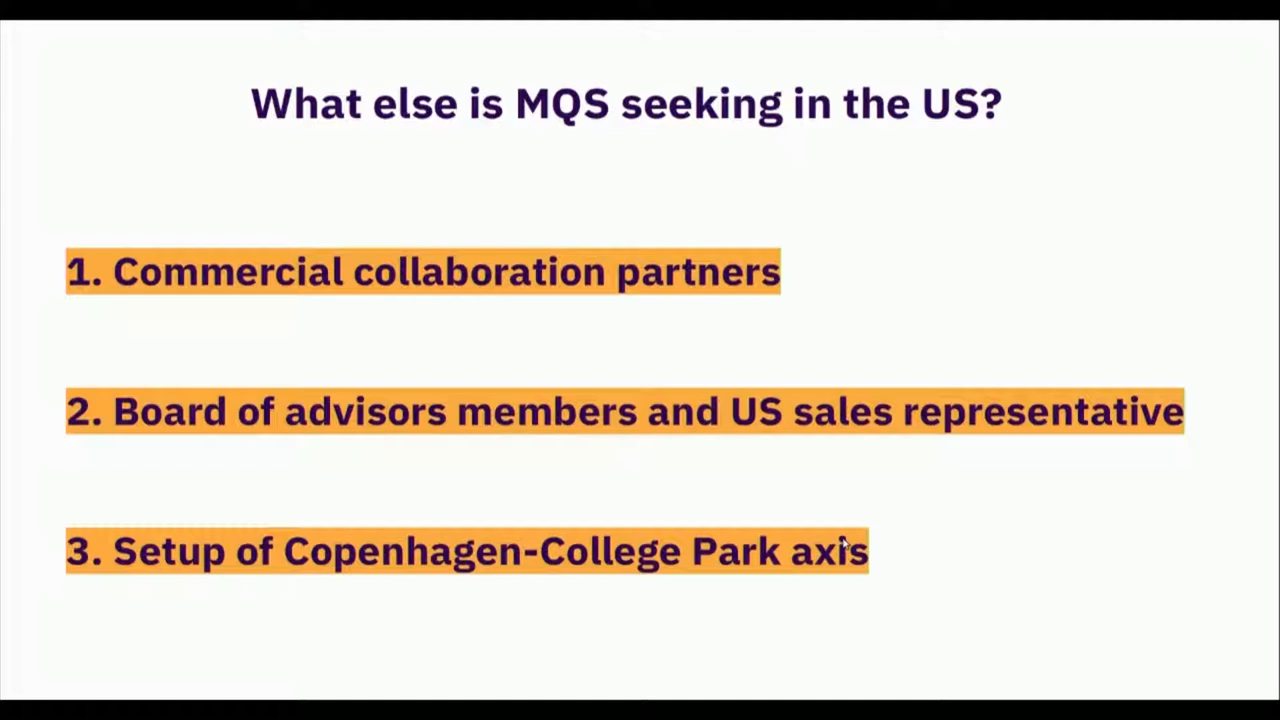 What else is MQS seeking in the US?
1. Commercial collaboration partners
2. Board of advisors members and US sales representative
3. Setup of Copenhagen-College Park axis